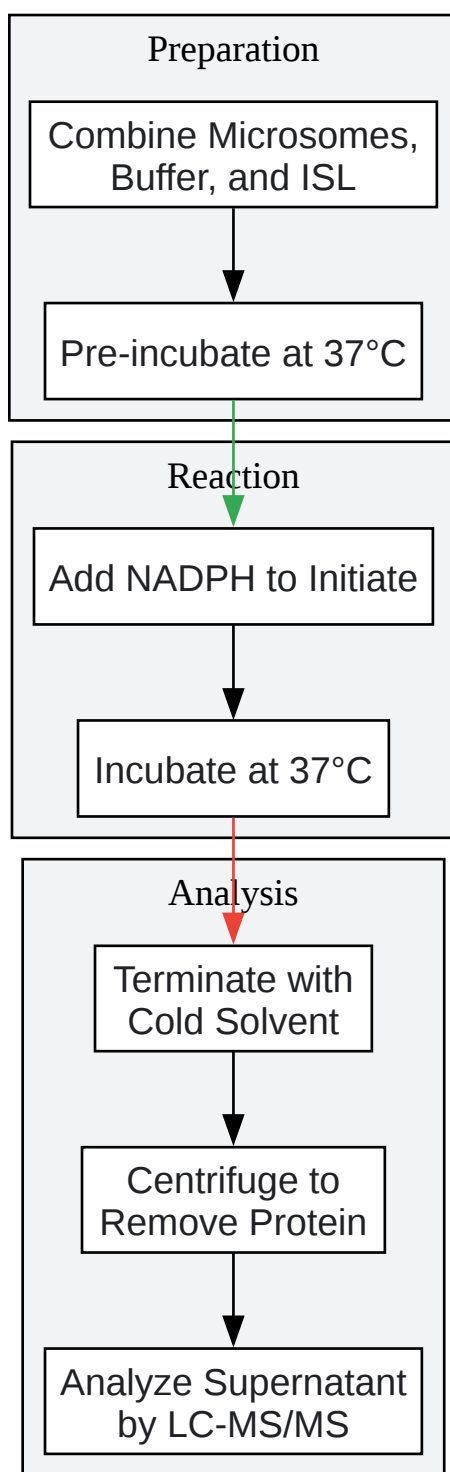 Preparation
Combine Microsomes,
Buffer, and ISL
Pre-incubate at 37°C
Reaction
Add NADPH to Initiate
Incubate at 37°C
Analysis
Terminate with
Cold Solvent
Centrifuge to
Remove Protein
Analyze Supernatant
by LC-MS/MS